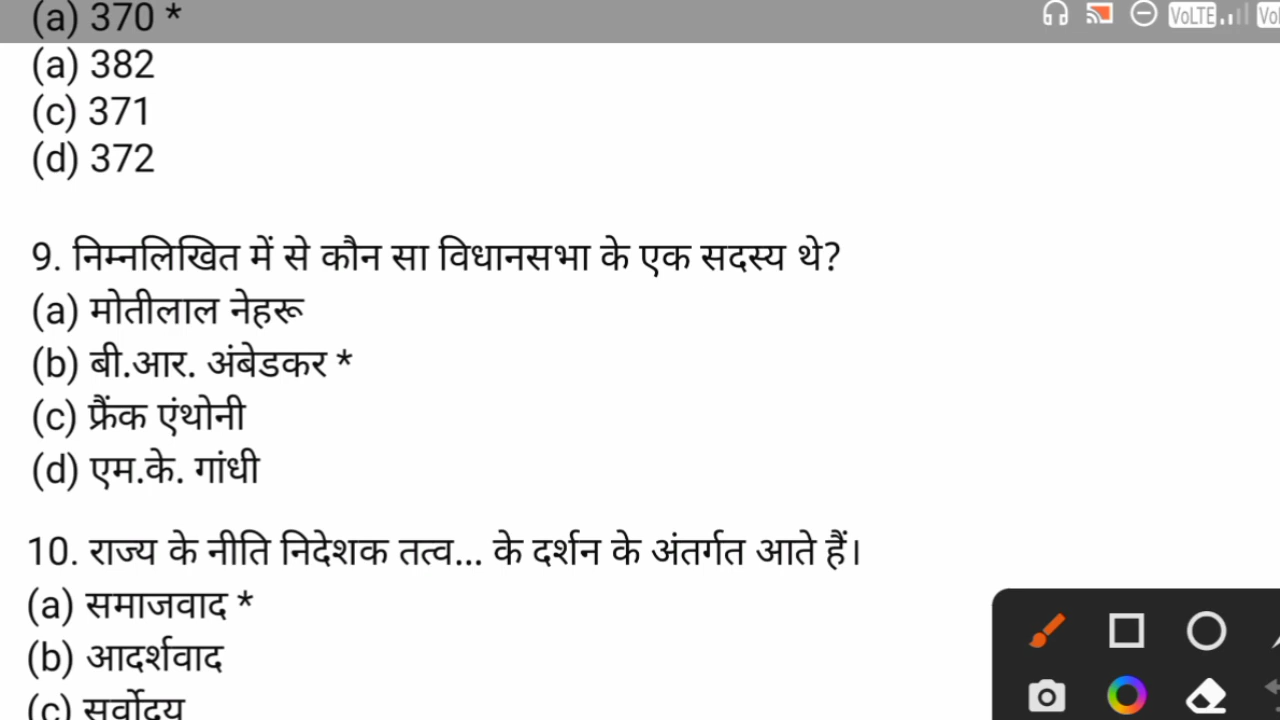 (a) 370 *
VoLTE
(a) 382
(c) 371
(d) 372
9. निम्नलिखित में से कौन सा विधानसभा के एक सदस्य थे?
(a) मोतीलाल नेहरू
(b) बी.आर. अंबेडकर *
(c) फ्रैंक एंथोनी
(d) एम.के. गांधी
10. राज्य के नीति निदेशक तत्व... के दर्शन के अंतर्गत आते हैं।
(a) समाजवाद *
(b) आदर्शवाद
(c) सर्वोदय